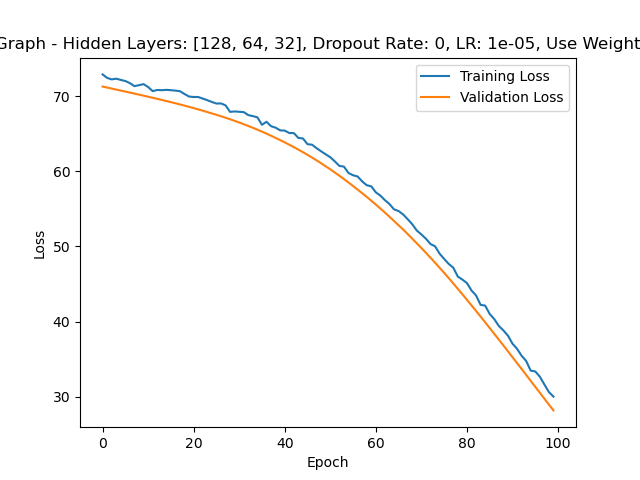 Graph - Hidden Layers: [128, 64, 32], Dropout Rate: 0, LR: 1e-05, Use Weight
Training Loss
Validation Loss
70
60
50
40
30
Loss
0 20 40 60 80 100
Epoch